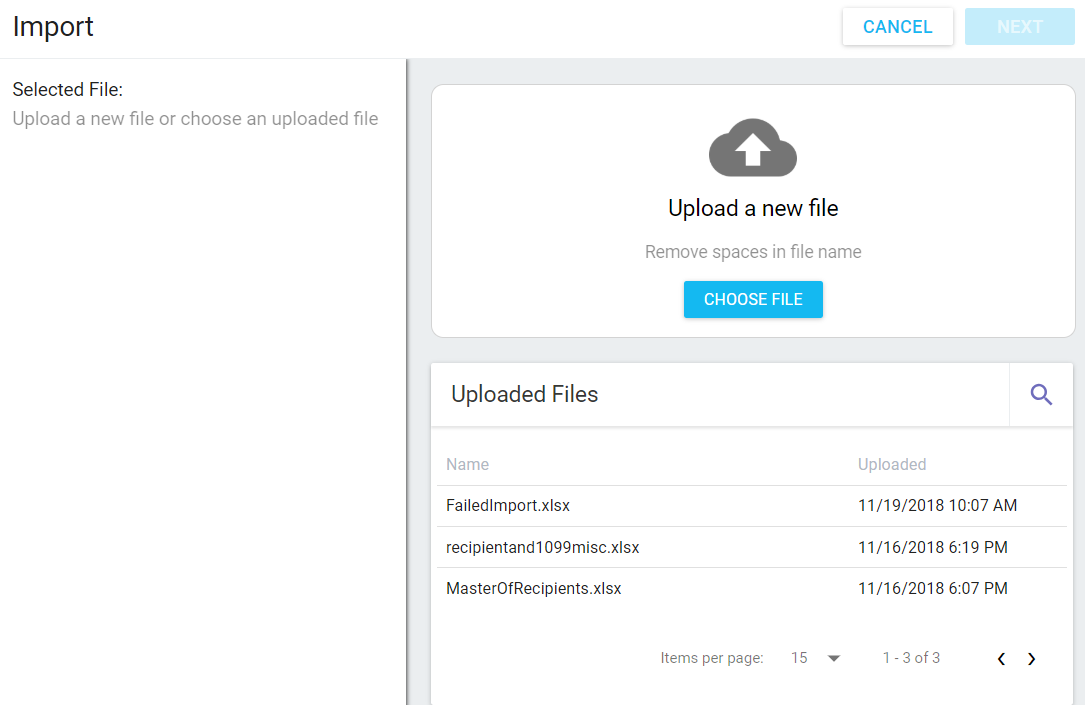 Import
CANCEL
NEXT
Selected File:
Upload a new file or choose an uploaded file
Upload a new file
Remove spaces in file name
CHOOSE FILE
Uploaded Files
Name Uploaded
FailedImport.xlsx 11/19/2018 10:07 AM
recipientand1099misc.xlsx 11/16/2018 6:19 PM
MasterOfRecipients.xlsx 11/16/2018 6:07 PM
Items per page: 15 1 - 3 of 3